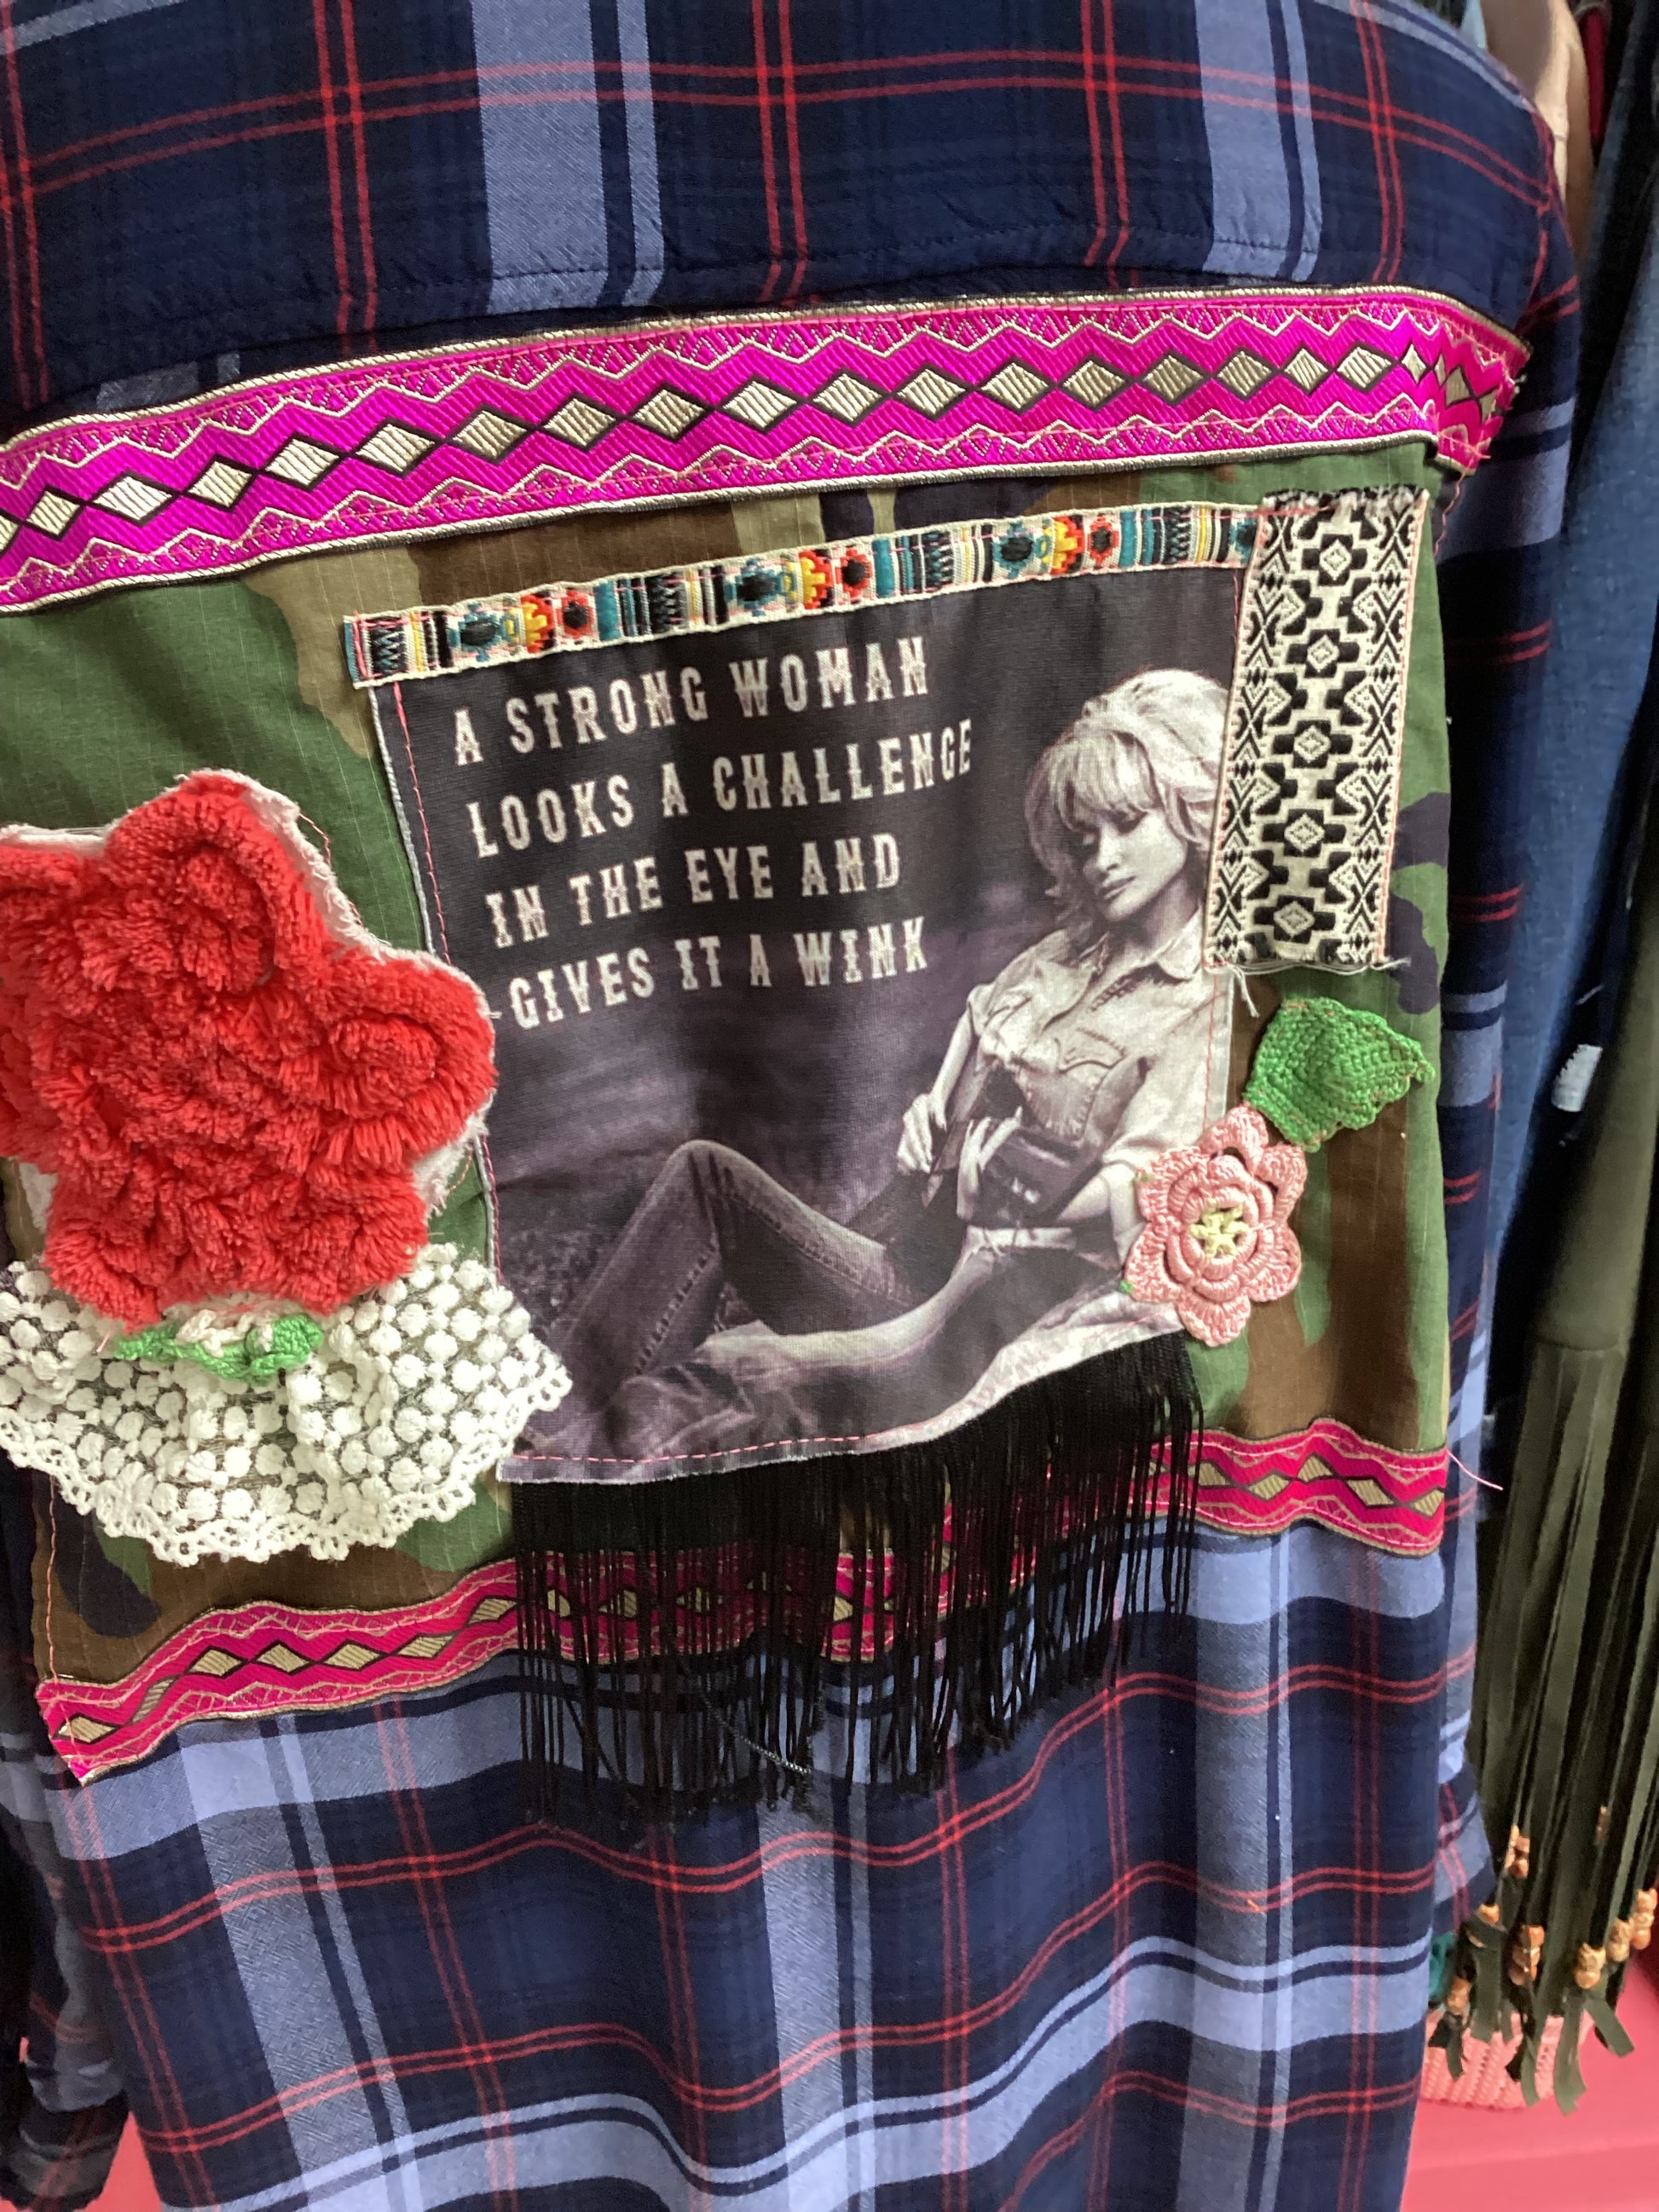 A STRONG WOMAN
LOOKS A CHALLENGE
IN THE EYE AND
GIVES IT A WINK